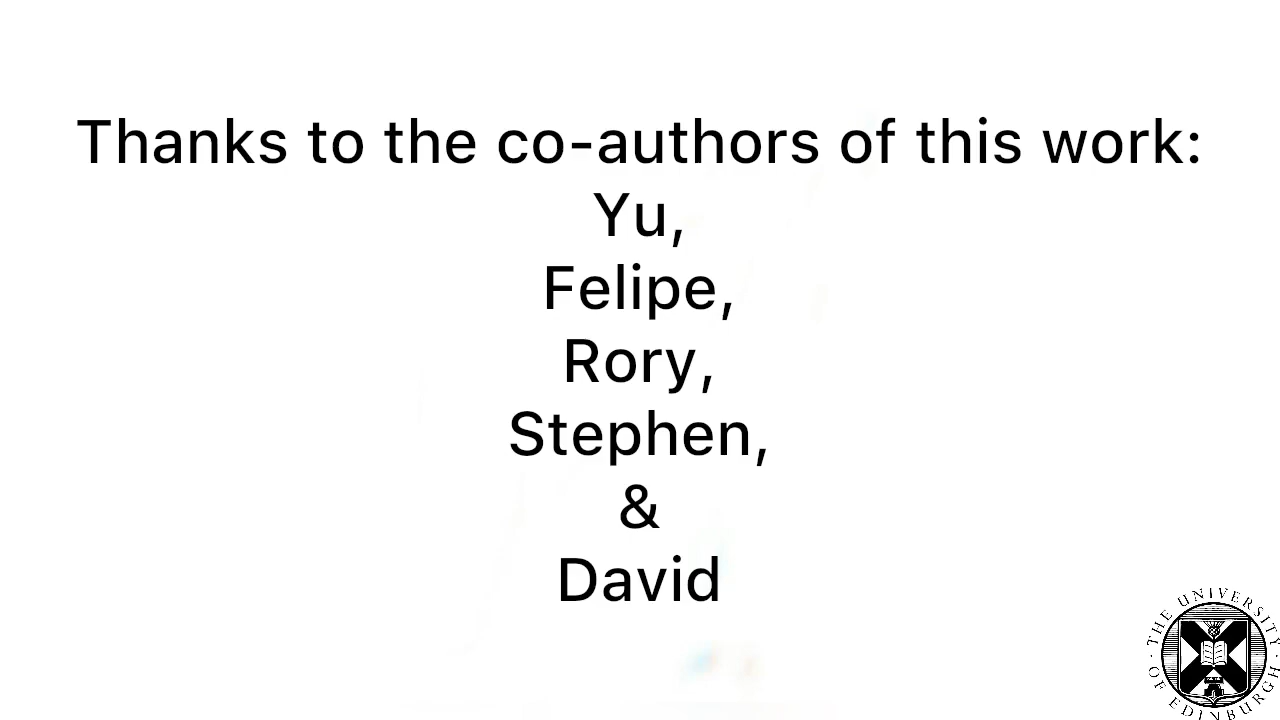 Thanks to the co-authors of this work:
Yu,
Felipe,
Rory,
Stephen,
&
David
THE UNIVERSITY
OF EDINBURGH